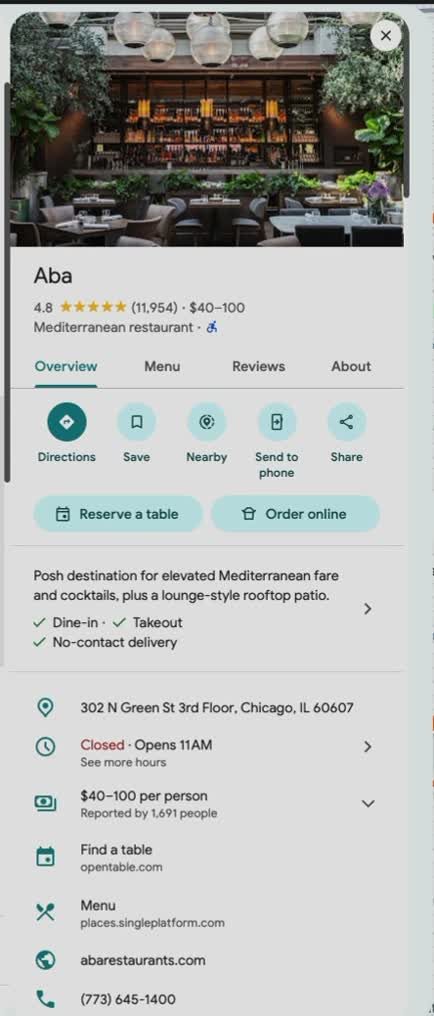 Aba
4.8 ★★★★★ (11,954) · $40–100
Mediterranean restaurant ·
Overview Menu Reviews About
Directions Save Nearby Send to phone Share
Reserve a table Order online
Posh destination for elevated Mediterranean fare
and cocktails, plus a lounge-style rooftop patio.
✓ Dine-in · ✓ Takeout
✓ No-contact delivery
302 N Green St 3rd Floor, Chicago, IL 60607
Closed · Opens 11 AM
See more hours
$40–100 per person
Reported by 1,691 people
Find a table
opentable.com
Menu
places.singleplatform.com
abarestaurants.com
(773) 645-1400